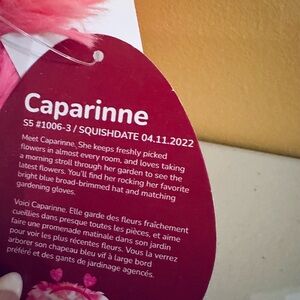 Caparinne
S5 #1006-3 / SQUISHDATE 04.11.2022
Meet Caparinne. She keeps freshly picked
flowers in almost every room, and loves taking
a morning stroll through her garden to see the
latest flowers. You'll find her rocking her favorite
bright blue broad-brimmed hat and matching
gardening gloves.
Voici Caparinne. Elle garde des fleurs fraîchement
cueillies dans presque toutes les pièces, et aime
faire une promenade matinale dans son jardin
pour voir les plus récentes fleurs. Vous la verrez
arborer son chapeau bleu vif à large bord
préféré et des gants de jardinage agencés.